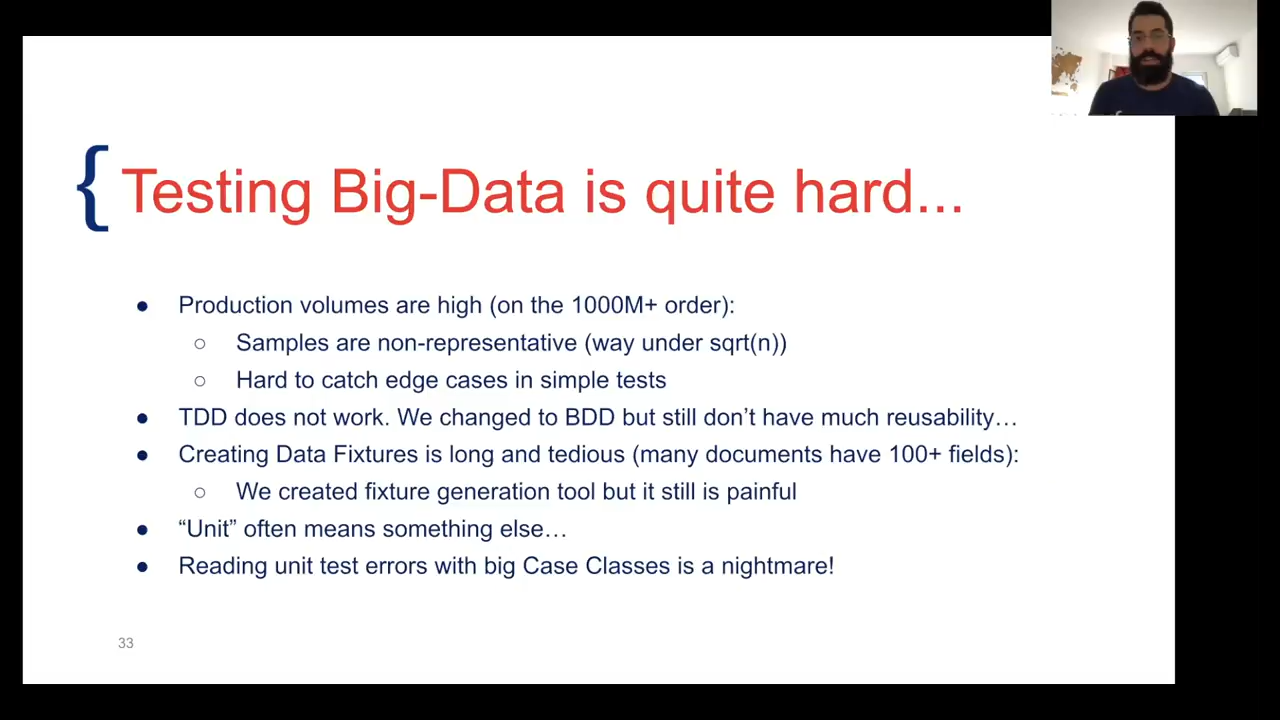 { Testing Big-Data is quite hard...
● Production volumes are high (on the 1000M+ order):
○ Samples are non-representative (way under sqrt(n))
○ Hard to catch edge cases in simple tests
● TDD does not work. We changed to BDD but still don’t have much reusability…
● Creating Data Fixtures is long and tedious (many documents have 100+ fields):
○ We created fixture generation tool but it still is painful
● “Unit” often means something else…
● Reading unit test errors with big Case Classes is a nightmare!
33